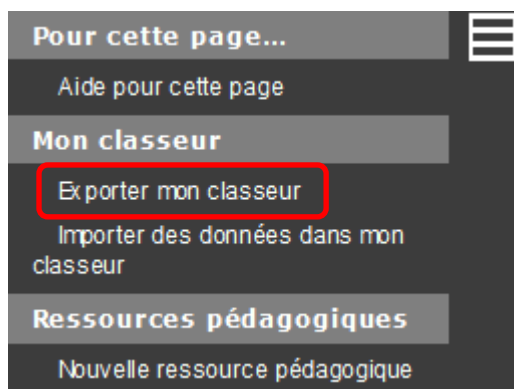 Pour cette page...
Aide pour cette page
Mon classeur
Exporter mon classeur
Importer des données dans mon
classeur
Ressources pédagogiques
Nouvelle ressource pédagogique